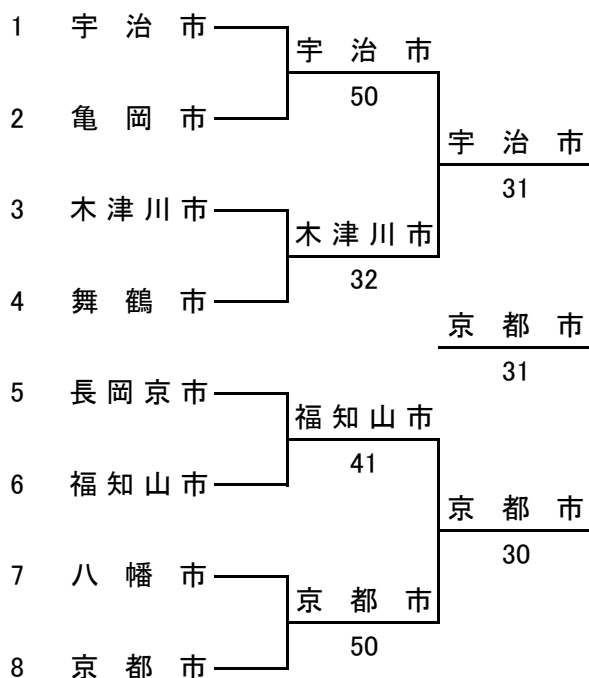 1 宇治市
宇治市
50
2 亀岡市
宇治市
31
3 木津川市
木津川市
32
4 舞鶴市
京都市
31
5 長岡京市
福知山市
41
6 福知山市
京都市
30
7 八幡市
京都市
50
8 京都市